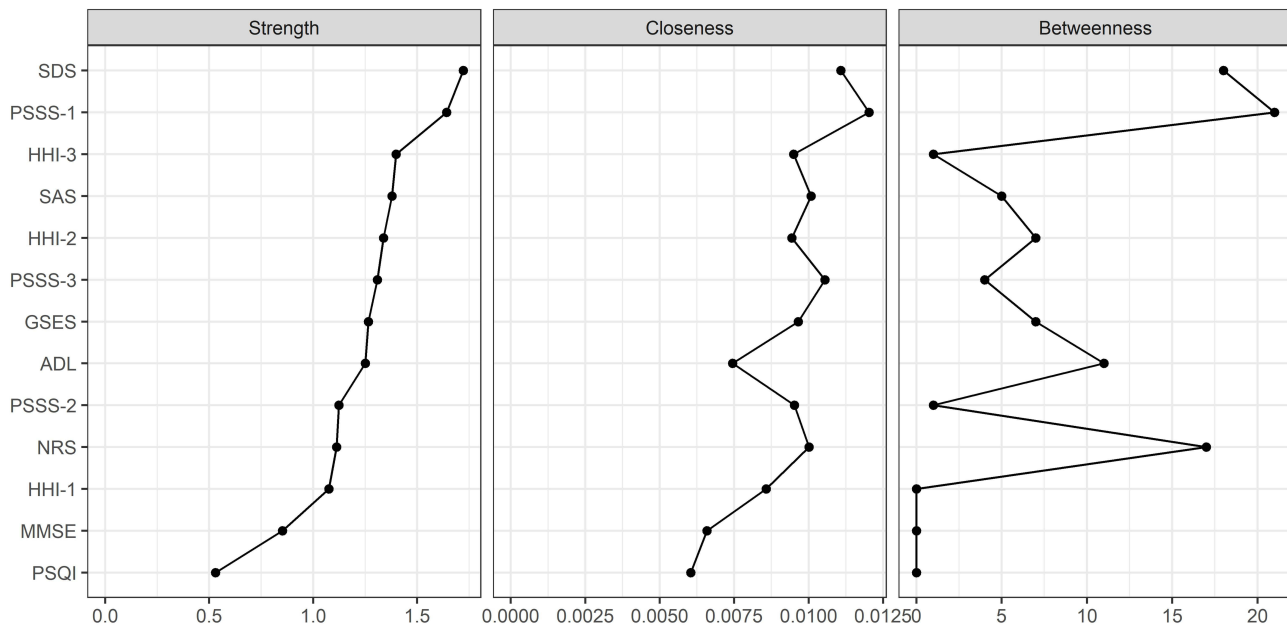 Strength Closeness Betweenness
SDS
PSSS-1
HHI-3
SAS
HHI-2
PSSS-3
GSES
ADL
PSSS-2
NRS
HHI-1
MMSE
PSQI
0.0 0.5 1.0 1.5 0.0000 0.0025 0.0050 0.0075 0.0100 0.01250 5 10 15 20